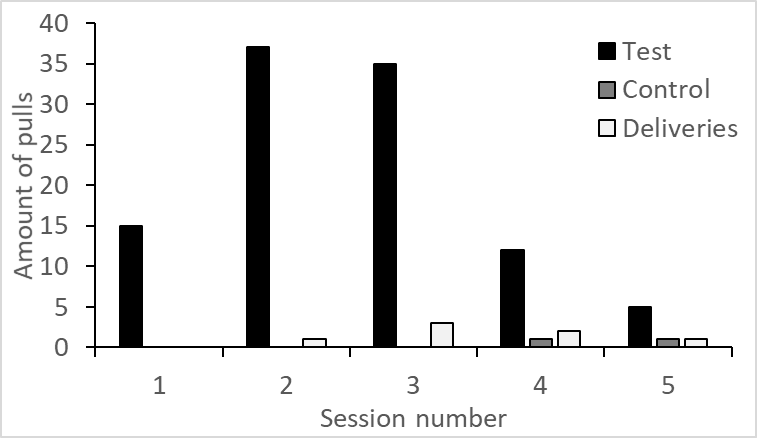 40
35
30
25
20
15
10
5
0
Amount of pulls
Test
Control
Deliveries
1 2 3 4 5
Session number